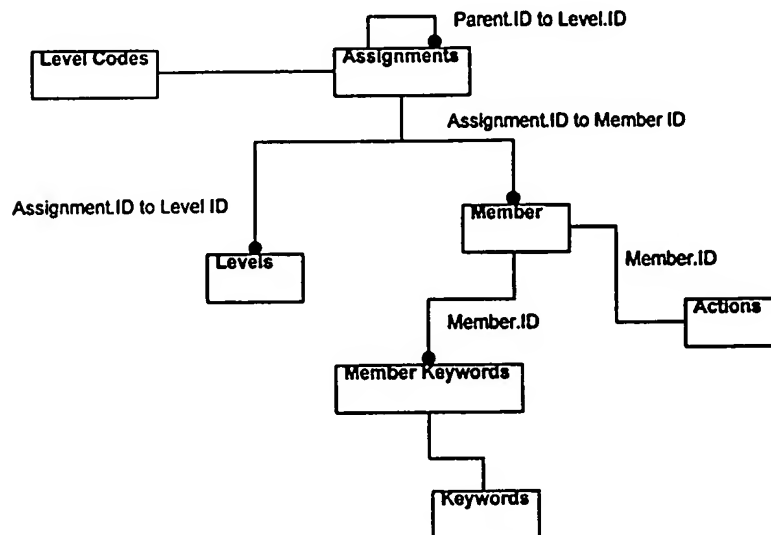 Parent.ID to Level.ID
Level Codes
Assignments
Assignment.ID to Member ID
Assignment.ID to Level ID
Member
Levels
Member.ID
Actions
Member.ID
Member Keywords
Keywords